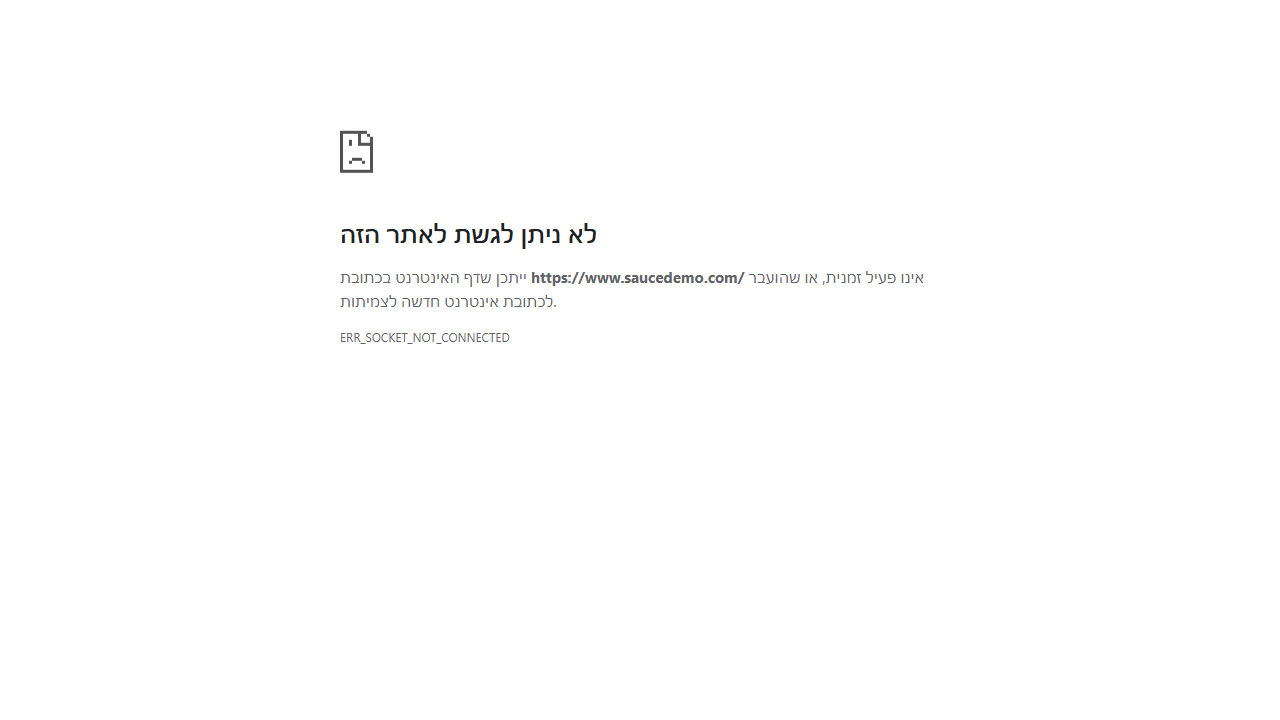 לא ניתן לגשת לאתר הזה
ייתכן שדף האינטרנט בכתובת https://www.saucedemo.com/ אינו פעיל זמנית, או שהועבר
לכתובת אינטרנט חדשה לצמיתות.
ERR_SOCKET_NOT_CONNECTED